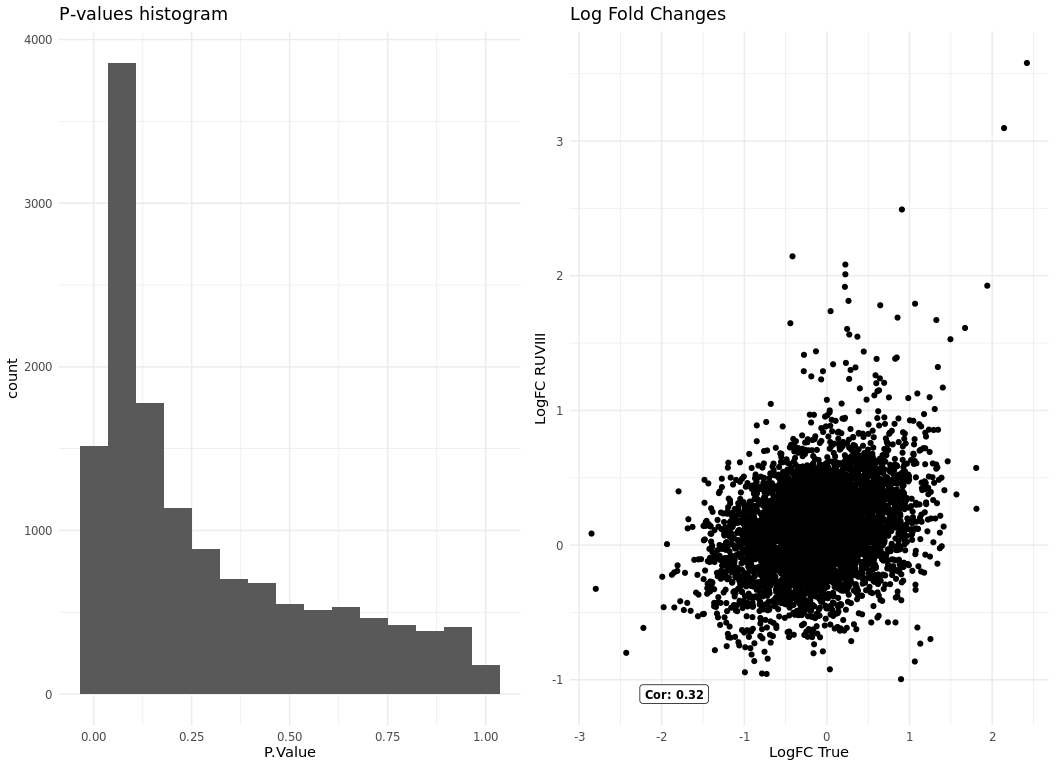 P-values histogram
4000
3000
2000
1000
0
count
0.00 0.25 0.50 0.75 1.00
P.Value
Log Fold Changes
3
2
1
0
-1
LogFC RUVIII
Cor: 0.32
-3 -2 -1 0 1 2
LogFC True